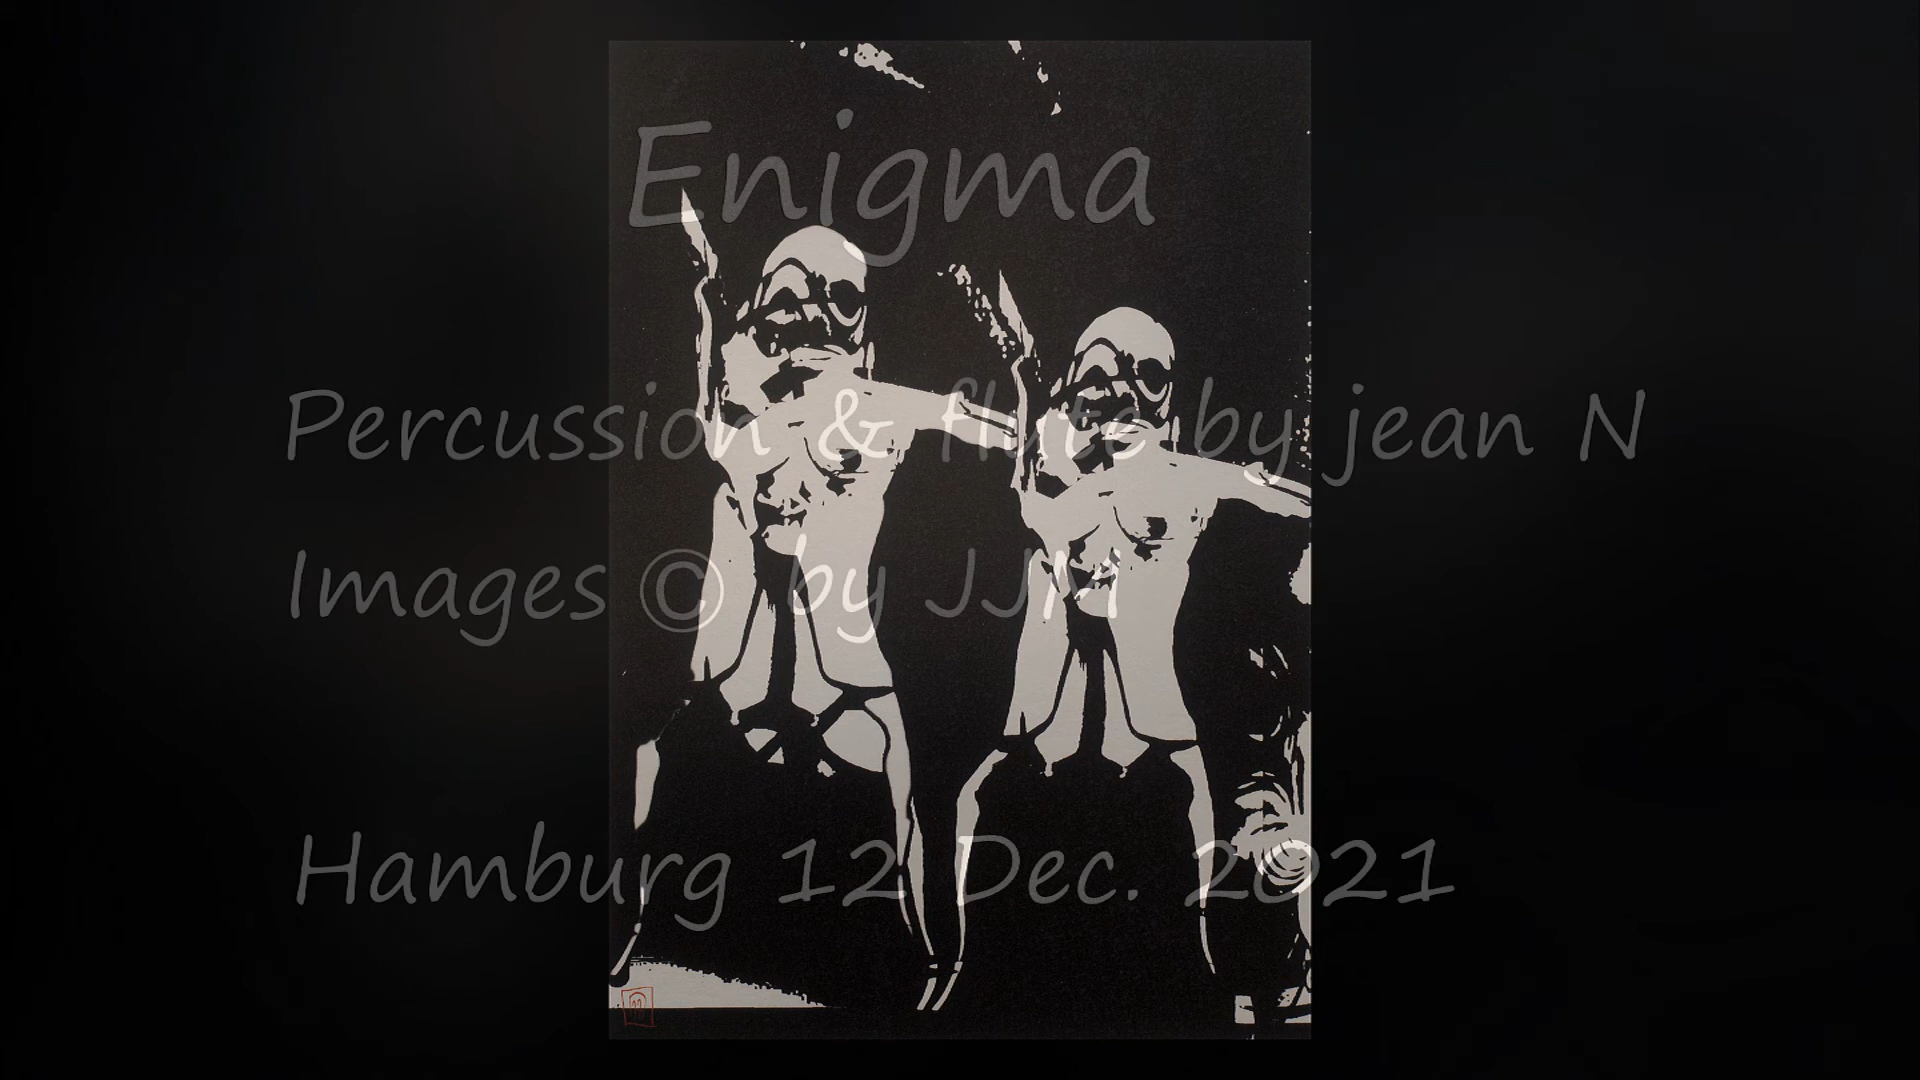 Enigma
Percussion & flute by jean N
Images © by JJM
Hamburg 12 Dec. 2021